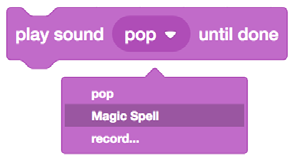 play sound pop until done
pop
Magic Spell
record...